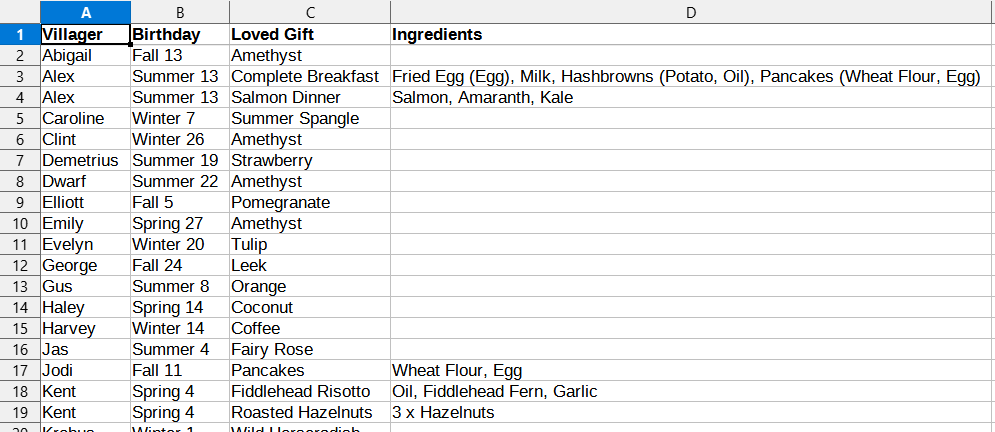 A B C D
1 Villager Birthday Loved Gift Ingredients
2 Abigail Fall 13 Amethyst
3 Alex Summer 13 Complete Breakfast Fried Egg (Egg), Milk, Hashbrowns (Potato, Oil), Pancakes (Wheat Flour, Egg)
4 Alex Summer 13 Salmon Dinner Salmon, Amaranth, Kale
5 Caroline Winter 7 Summer Spangle
6 Clint Winter 26 Amethyst
7 Demetrius Summer 19 Strawberry
8 Dwarf Summer 22 Amethyst
9 Elliott Fall 5 Pomegranate
10 Emily Spring 27 Amethyst
11 Evelyn Winter 20 Tulip
12 George Fall 24 Leek
13 Gus Summer 8 Orange
14 Haley Spring 14 Coconut
15 Harvey Winter 14 Coffee
16 Jas Summer 4 Fairy Rose
17 Jodi Fall 11 Pancakes Wheat Flour, Egg
18 Kent Spring 4 Fiddlehead Risotto Oil, Fiddlehead Fern, Garlic
19 Kent Spring 4 Roasted Hazelnuts 3 x Hazelnuts
20 Krobus Winter 1 Wild Horseradish